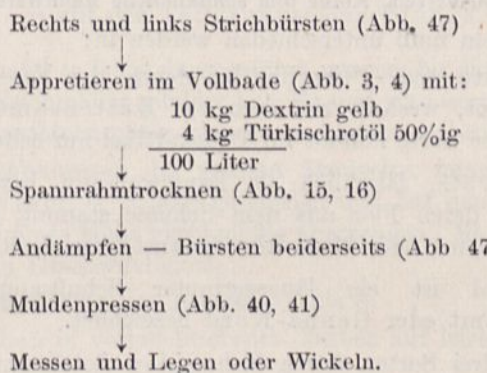 Rechts und links Strichbürsten (Abb. 47)
Appretieren im Vollbade (Abb. 3, 4) mit:
10 kg Dextrin gelb
4 kg Türkischrotöl 50%ig
100 Liter
Spannrahmtrocknen (Abb. 15, 16)
Andämpfen — Bürsten beiderseits (Abb 47
Muldenpressen (Abb. 40, 41)
Messen und Legen oder Wickeln.